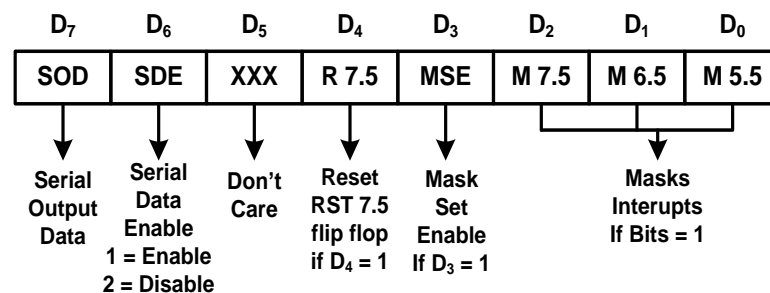 D7 D6 D5 D4 D3 D2 D1 D0
SOD SDE XXX R 7.5 MSE M 7.5 M 6.5 M 5.5
Serial
Output
Data
Serial
Data
Enable
1 = Enable
2 = Disable
Don't
Care
Reset
RST 7.5
flip flop
if D4 = 1
Mask
Set
Enable
If D3 = 1
Masks
Interupts
If Bits = 1